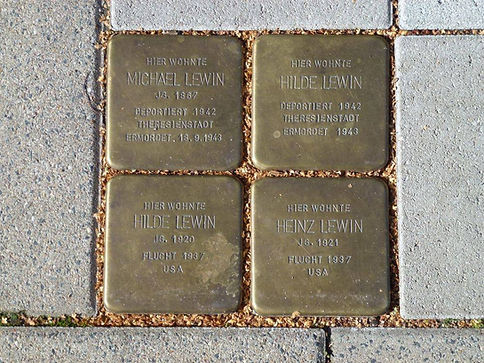 HIER WOHNTE
MICHAEL LEWIN
JG. 1867
DEPORTIERT 1942
THERESIENSTADT
ERMORDET 18.9.1943
HIER WOHNTE
HILDE LEWIN
DEPORTIERT 1942
THERESIENSTADT
ERMORDET 1943
HIER WOHNTE
HILDE LEWIN
JG. 1920
FLUCHT 1937
USA
HIER WOHNTE
HEINZ LEWIN
JG. 1921
FLUCHT 1937
USA